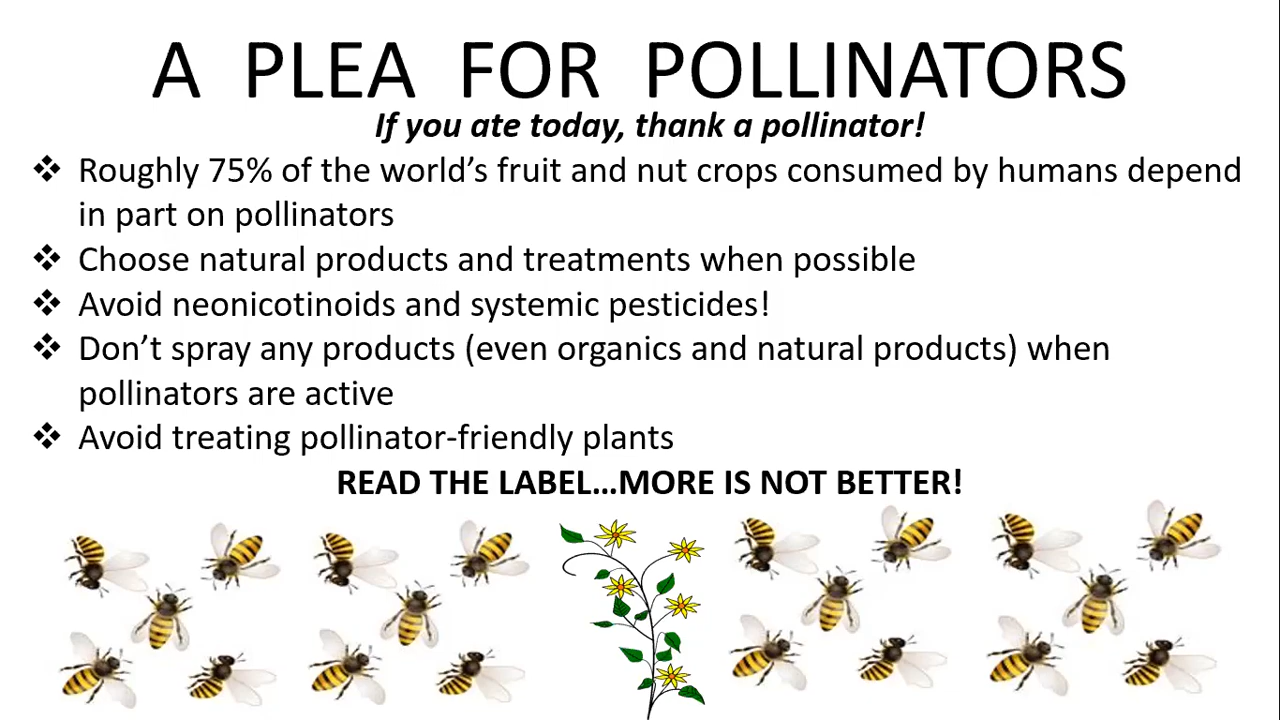 A PLEA FOR POLLINATORS
If you ate today, thank a pollinator!
❖ Roughly 75% of the world’s fruit and nut crops consumed by humans depend
in part on pollinators
❖ Choose natural products and treatments when possible
❖ Avoid neonicotinoids and systemic pesticides!
❖ Don’t spray any products (even organics and natural products) when
pollinators are active
❖ Avoid treating pollinator-friendly plants
READ THE LABEL…MORE IS NOT BETTER!